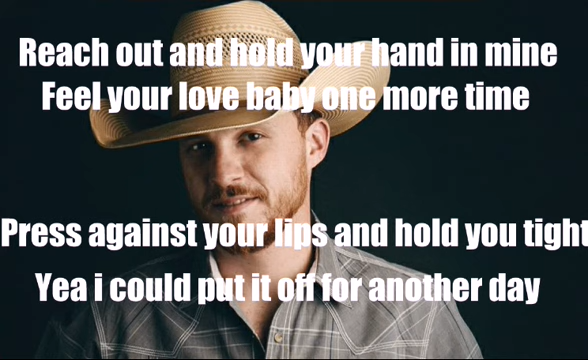 Reach out and hold your hand in mine
Feel your love baby one more time
Press against your lips and hold you tight
Yea i could put it off for another day